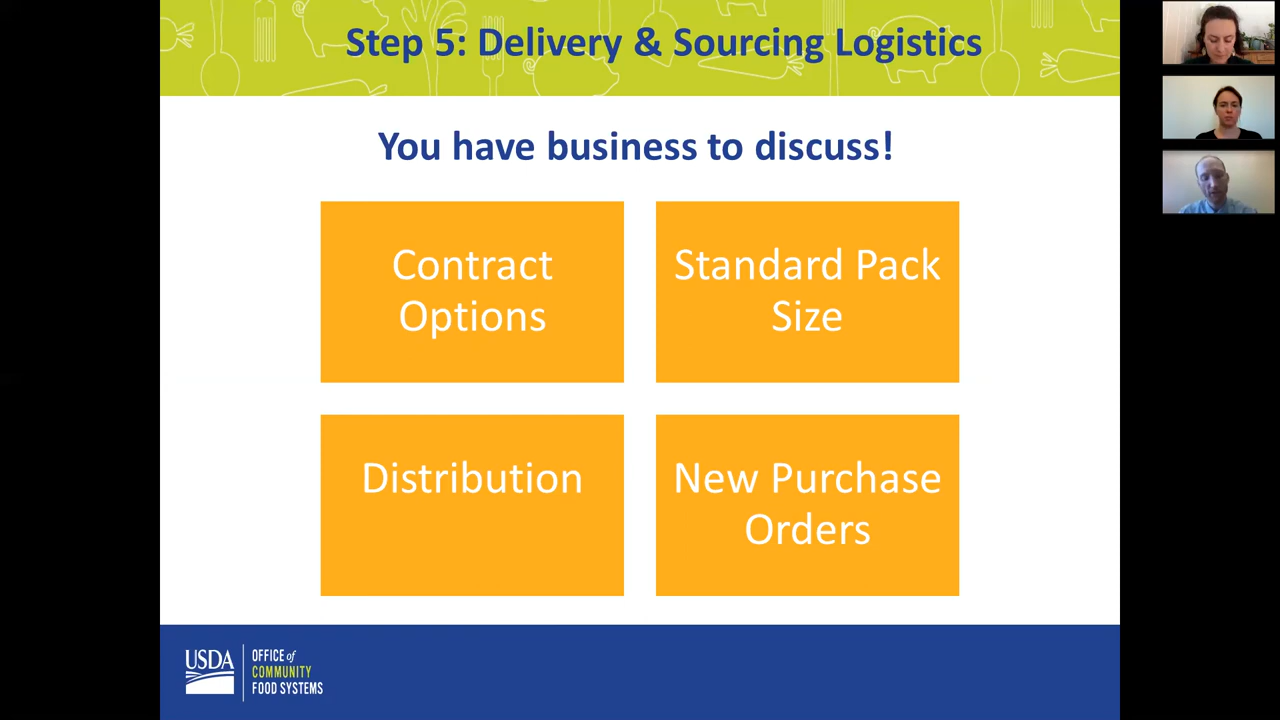 Step 5: Delivery & Sourcing Logistics
You have business to discuss!
Contract
Options
Standard Pack
Size
Distribution
New Purchase
Orders
USDA
OFFICE of
COMMUNITY
FOOD SYSTEMS